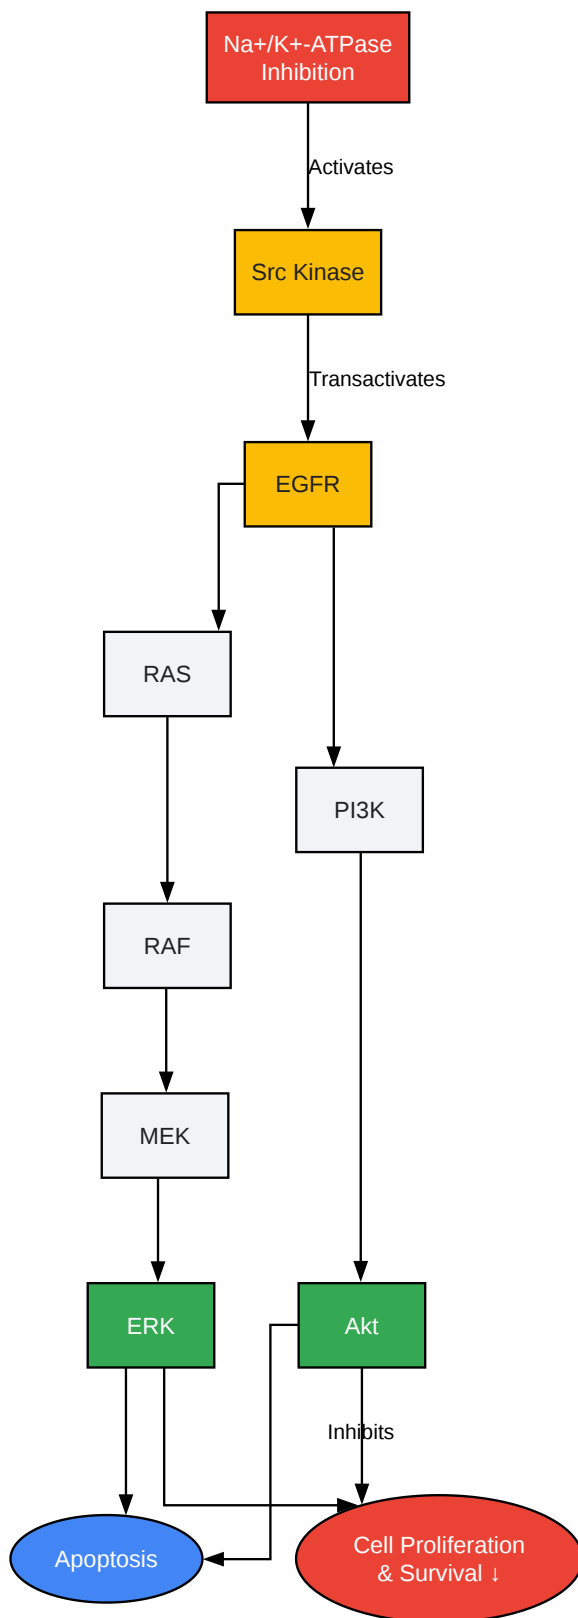 Na+/K+-ATPase
Inhibition
Activates
Src Kinase
Transactivates
EGFR
RAS
PI3K
RAF
MEK
ERK
Akt
Inhibits
Apoptosis
Cell Proliferation
& Survival ↓